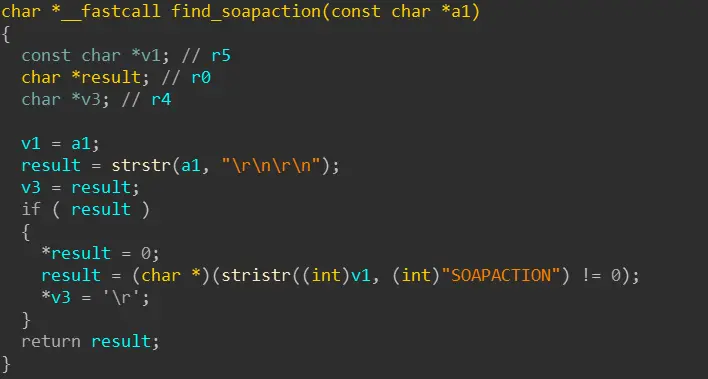 char *__fastcall find_soapaction(const char *a1)
{
  const char *v1; // r5
  char *result; // r0
  char *v3; // r4

  v1 = a1;
  result = strstr(a1, "\r\n\r\n");
  v3 = result;
  if ( result )
  {
    *result = 0;
    result = (char *)(stristr((int)v1, (int)"SOAPACTION") != 0);
    *v3 = '\r';
  }
  return result;
}